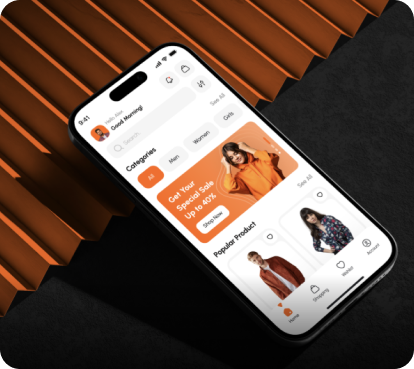 9:41
Hello Alex
Good Morning!
Search
Categories
See All
All
Men
Women
Girls
Get Your
Special Sale
Up to 40%
Shop Now
Popular Product
See All
Home
Shopping
Wishlist
Account